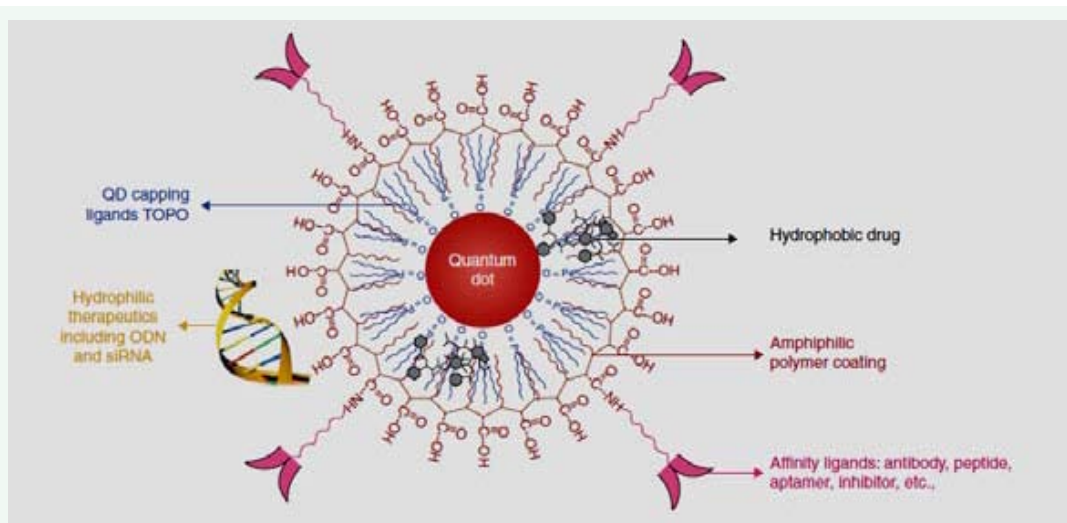 QD capping
ligands TOPO
Hydrophilic
therapeutics
including ODN
and siRNA
Quantum
dot
Hydrophobic drug
Amphiphilic
polymer coating
Affinity ligands: antibody, peptide,
aptamer, inhibitor, etc.,